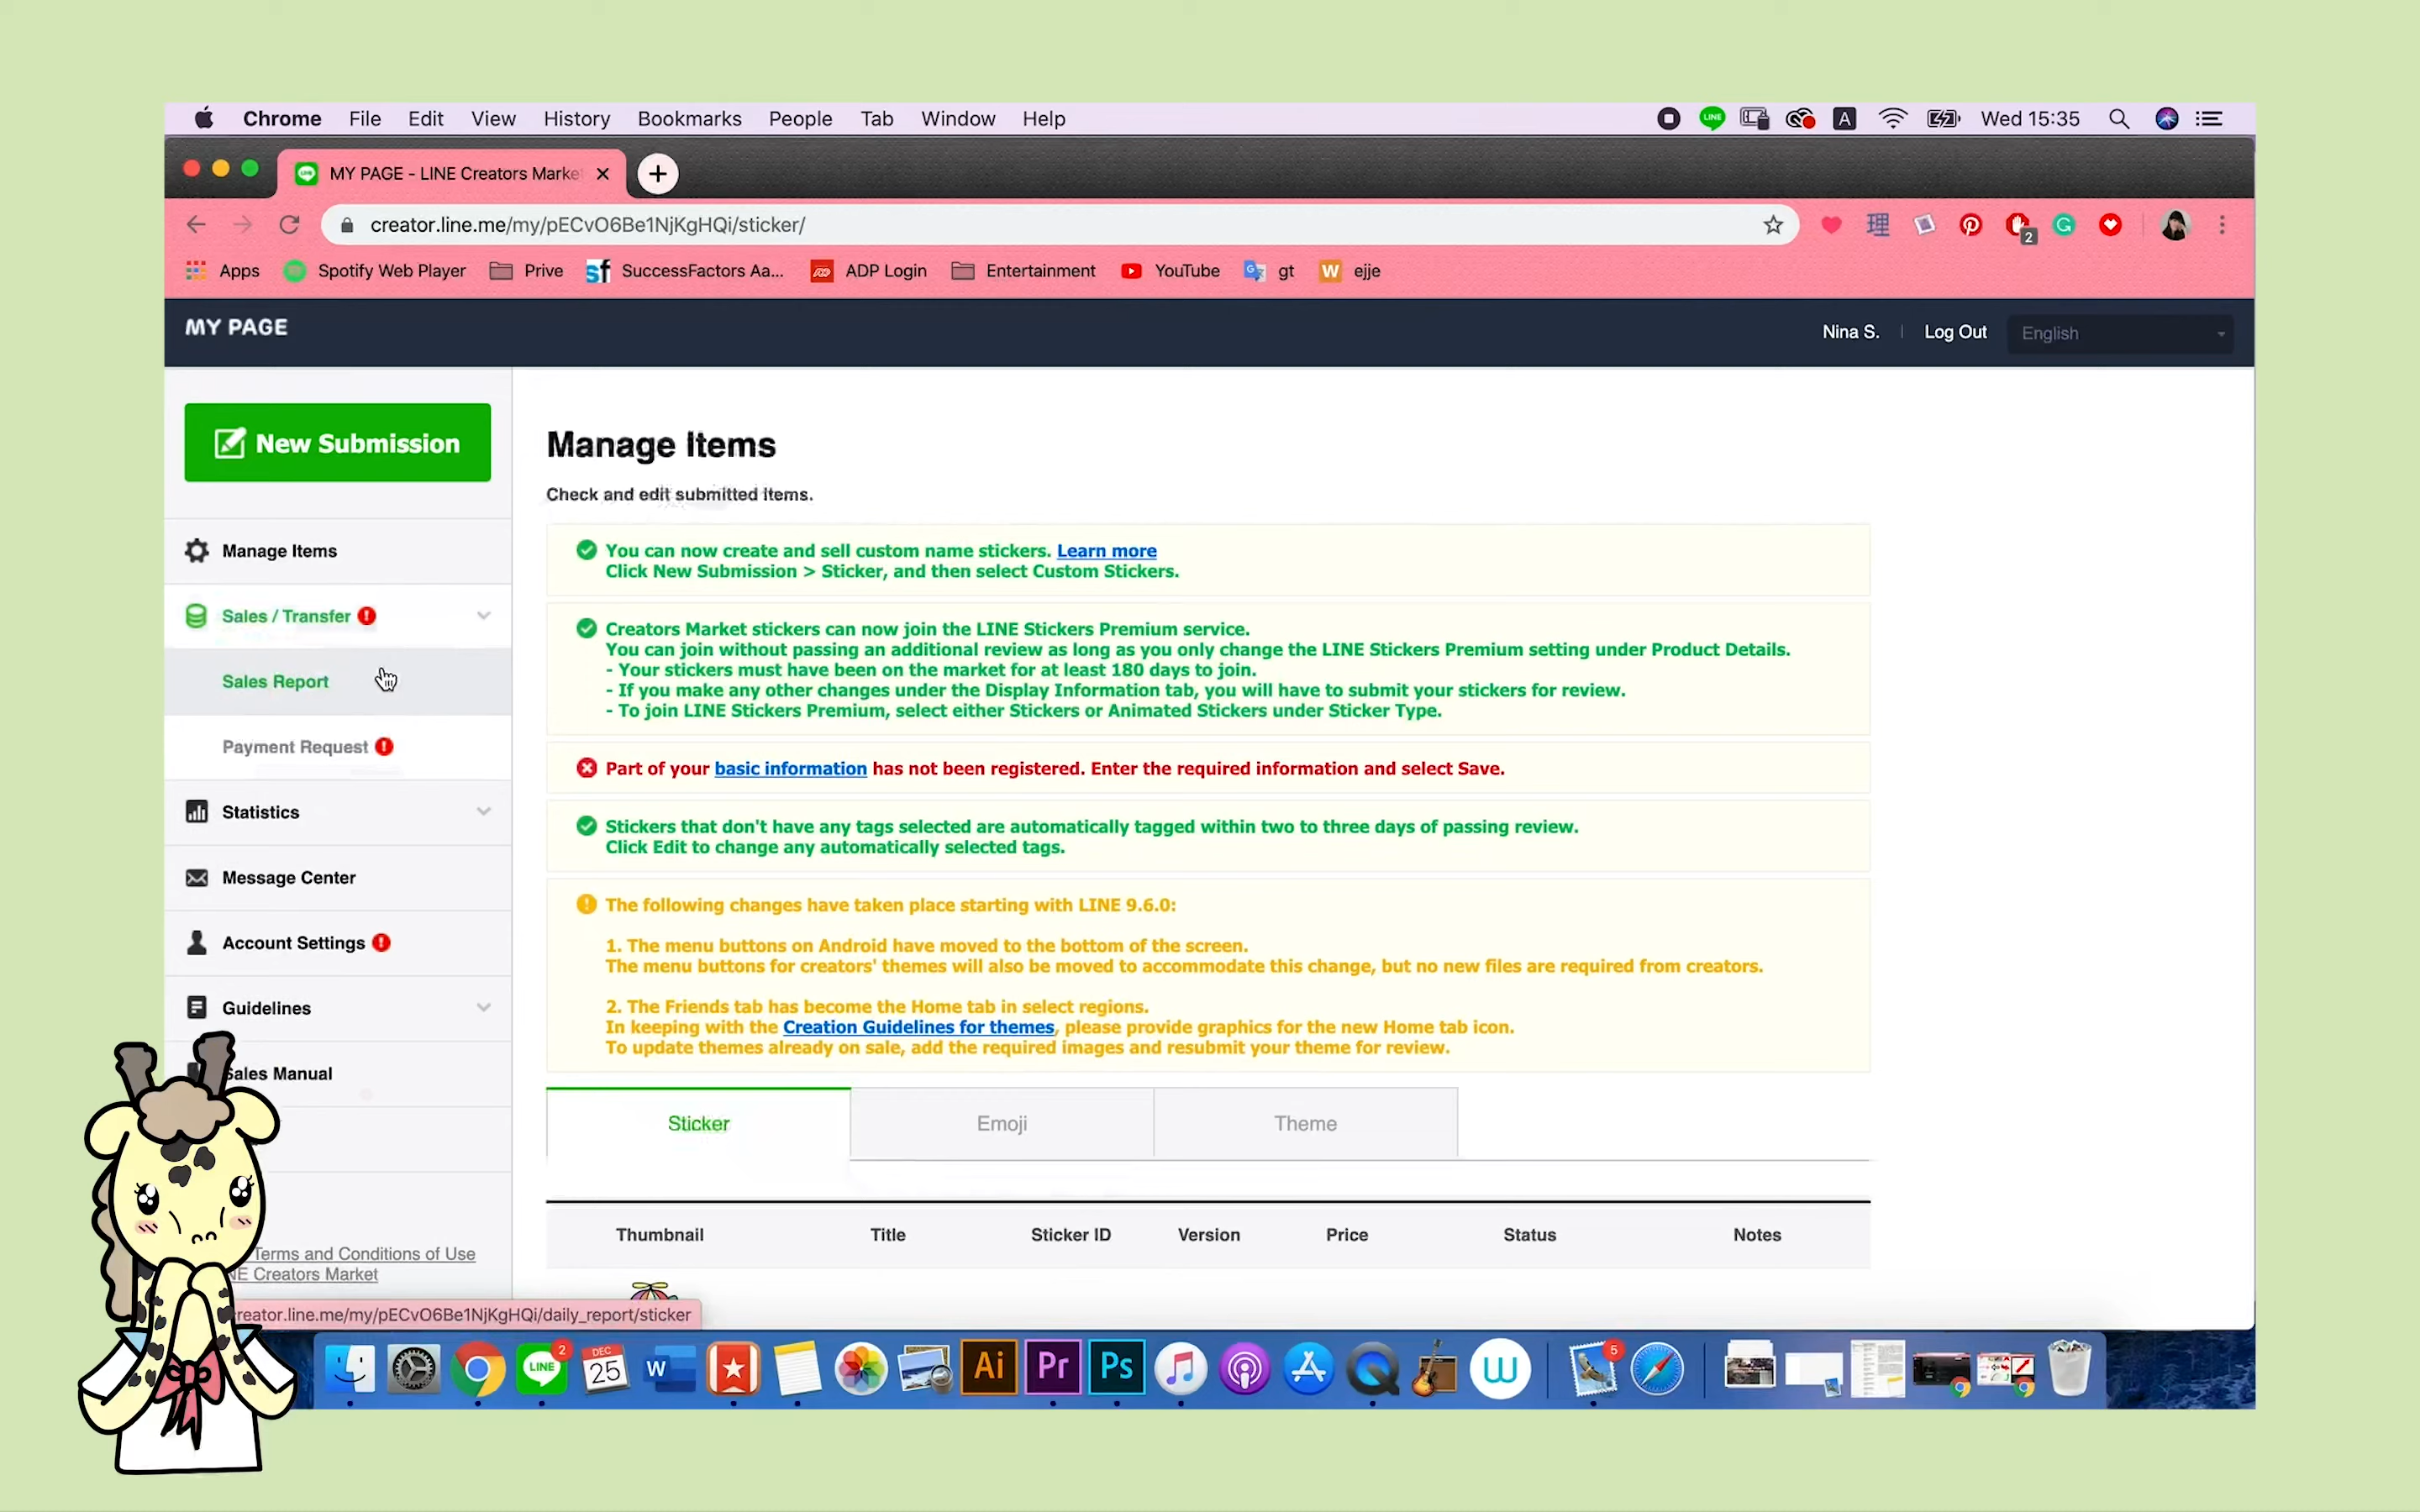 Chrome File Edit View History Bookmarks People Tab Window Help
LINE A Wed 15:35
MY PAGE - LINE Creators Marke
creator.line.me/my/pECvO6Be1NjKgHQi/sticker/
理 2
Apps Spotify Web Player Prive SuccessFactors Aa... ADP Login Entertainment YouTube gt W ejje
MY PAGE
Nina S. Log Out English
New Submission
Manage Items
Sales / Transfer
Sales Report
Payment Request
Statistics
Message Center
Account Settings
Guidelines
Sales Manual
Terms and Conditions of Use
Creators Market
Manage Items
Check and edit submitted items.
You can now create and sell custom name stickers. Learn more
Click New Submission > Sticker, and then select Custom Stickers.
Creators Market stickers can now join the LINE Stickers Premium service.
You can join without passing an additional review as long as you only change the LINE Stickers Premium setting under Product Details.
- Your stickers must have been on the market for at least 180 days to join.
- If you make any other changes under the Display Information tab, you will have to submit your stickers for review.
- To join LINE Stickers Premium, select either Stickers or Animated Stickers under Sticker Type.
Part of your basic information has not been registered. Enter the required information and select Save.
Stickers that don't have any tags selected are automatically tagged within two to three days of passing review.
Click Edit to change any automatically selected tags.
The following changes have taken place starting with LINE 9.6.0:
1. The menu buttons on Android have moved to the bottom of the screen.
The menu buttons for creators' themes will also be moved to accommodate this change, but no new files are required from creators.
2. The Friends tab has become the Home tab in select regions.
In keeping with the Creation Guidelines for themes, please provide graphics for the new Home tab icon.
To update themes already on sale, add the required images and resubmit your theme for review.
Sticker Emoji Theme
Thumbnail Title Sticker ID Version Price Status Notes
reator.line.me/my/pECvO6Be1NjKgHQi/daily_report/sticker
LINE 2 DEC 25 W Ai Pr Ps W 5